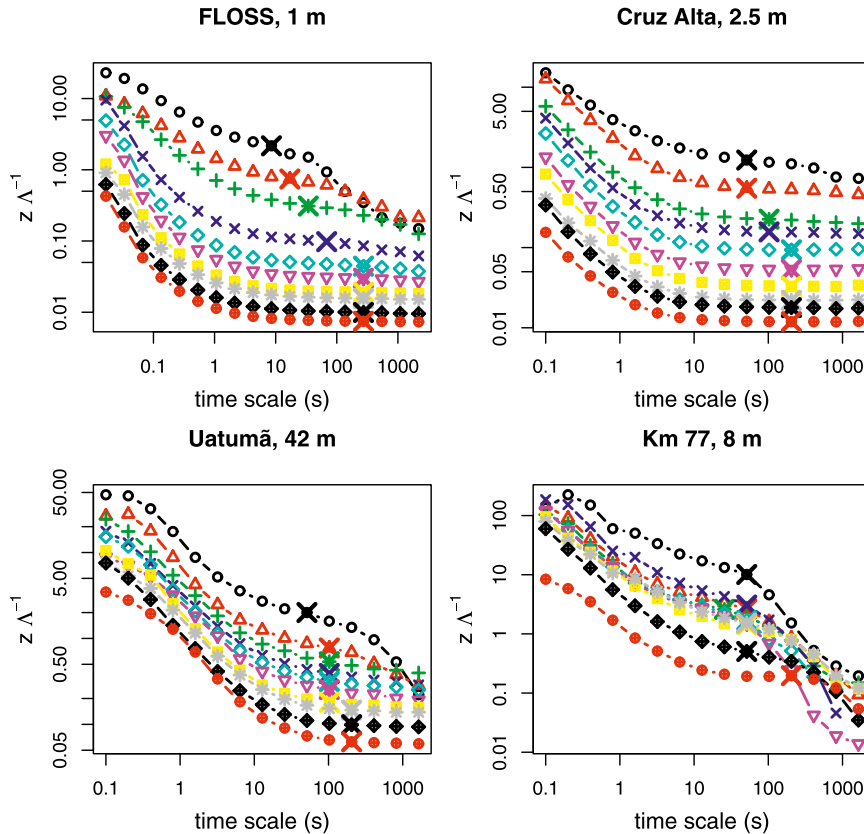 FLOSS, 1 m
z Λ⁻¹
10.00
1.00
0.10
0.01
0.1 1 10 100 1000
time scale (s)
Cruz Alta, 2.5 m
z Λ⁻¹
5.00
0.50
0.05
0.01
0.1 1 10 100 1000
time scale (s)
Uatumã, 42 m
z Λ⁻¹
50.00
5.00
0.50
0.05
0.1 1 10 100 1000
time scale (s)
Km 77, 8 m
z Λ⁻¹
100
10
1
0.1
0.01
0.1 1 10 100 1000
time scale (s)